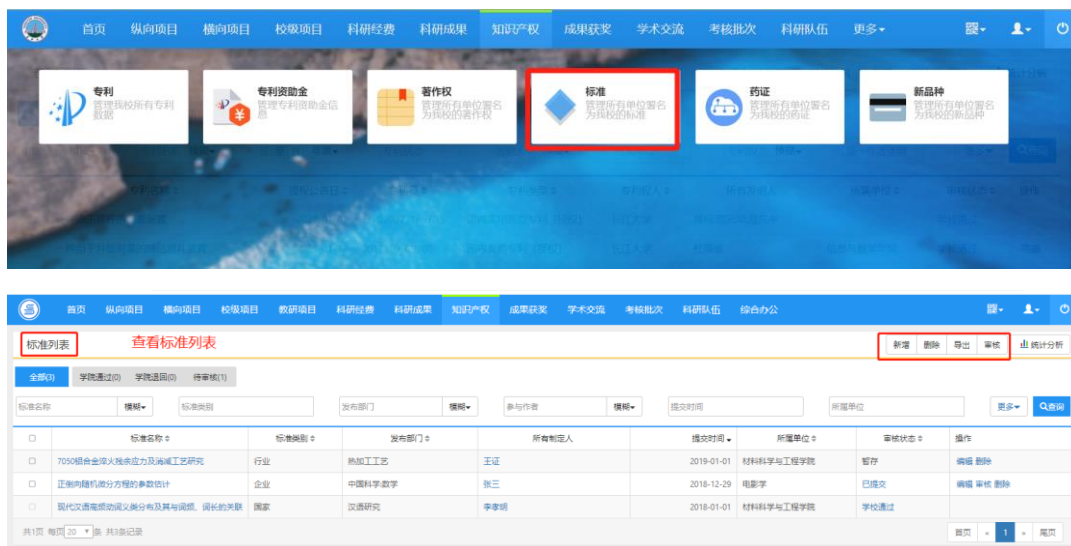 首页 纵向项目 横向项目 校级项目 科研经费 科研成果 知识产权 成果获奖 学术交流 考核批次 科研队伍 更多
专利
管理我校所有专利
数据
专利资助金
管理专利资助金信
息
著作权
管理所有单位署名
为我校的著作权
标准
管理所有单位署名
为我校的标准
药证
管理所有单位署名
为我校的药证
新品种
管理所有单位署名
为我校的新品种
首页 纵向项目 横向项目 校级项目 教研项目 科研经费 科研成果 知识产权 成果获奖 学术交流 考核批次 科研队伍 综合办公
标准列表 查看标准列表 新增 删除 导出 审核 统计分析
全部(3) 学院通过(0) 学院退回(0) 待审核(1)
标准名称 模糊 标准类别 发布部门 模糊 参与作者 模糊 提交时间 所属单位 更多 查询
标准名称 标准类别 发布部门 所有制定人 提交时间 所属单位 审核状态 操作
7050铝合金淬火残余应力及消减工艺研究 行业 热加工工艺 王证 2019-01-01 材料科学与工程学院 暂存 编辑 删除
正倒向随机微分方程的参数估计 企业 中国科学:数学 张三 2018-12-29 电影学 已提交 编辑 审核 删除
现代汉语高频动词义类分布及其与词频、词长的关联 国家 汉语研究 李孝明 2018-01-01 材料科学与工程学院 学校通过
共1页 每页 20 条 共3条记录 首页 « 1 » 尾页